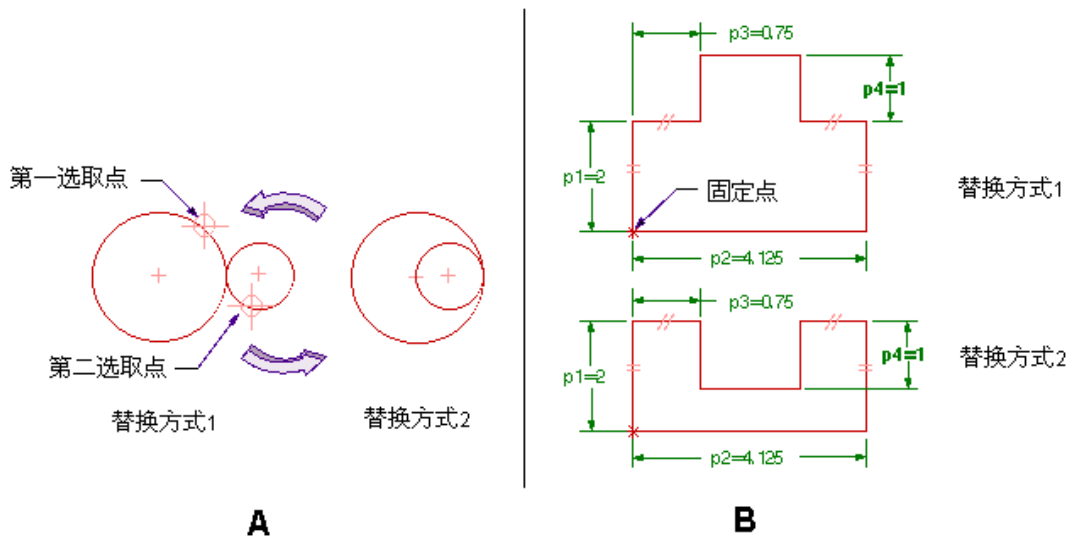 第一选取点
第二选取点
替换方式1
替换方式2
A
p3=0.75
p4=1
p1=2
固定点
替换方式1
p2=4.125
p3=0.75
p1=2
p4=1
替换方式2
p2=4.125
B